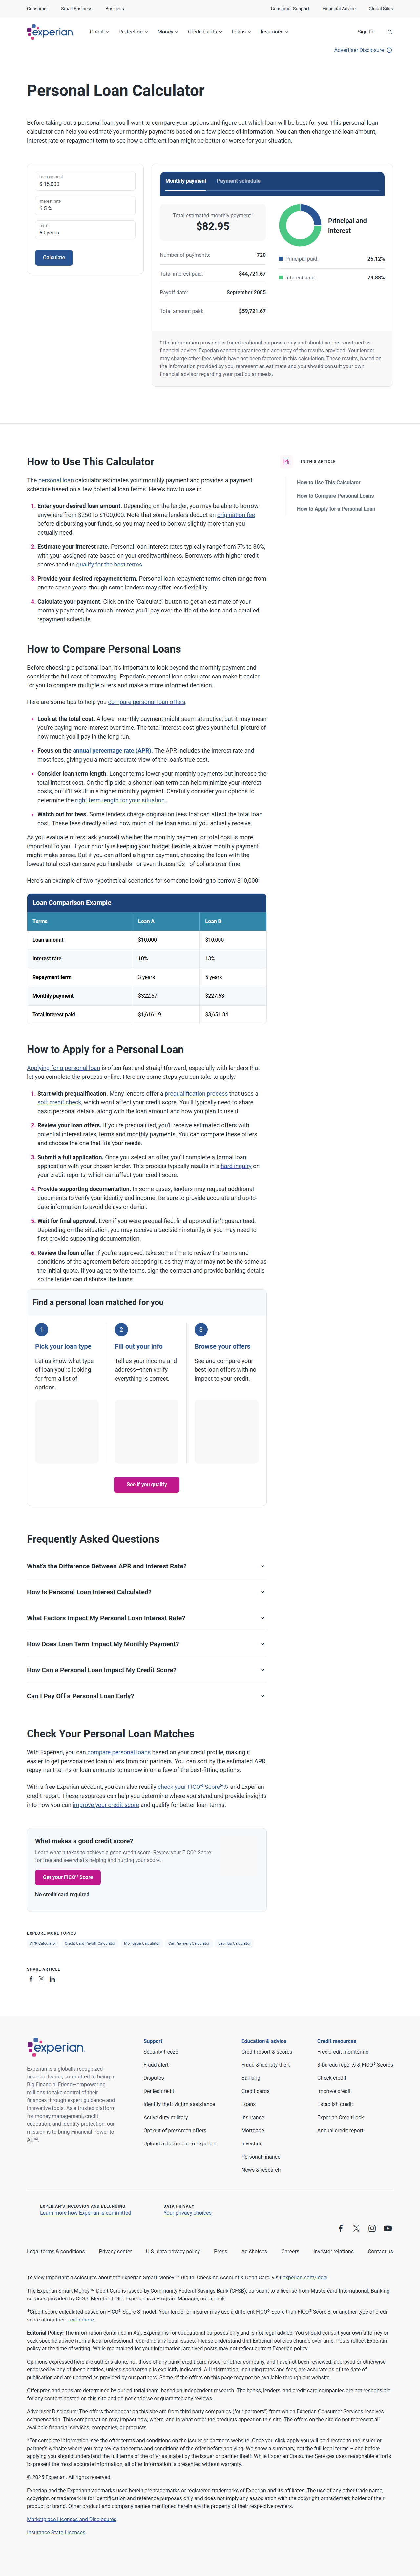 Consumer Small Business Business Consumer Support Financial Advice Global Sites
experian. Credit Protection Money Credit Cards Loans Insurance Sign In
Advertiser Disclosure
Personal Loan Calculator
Before taking out a personal loan, you'll want to compare your options and figure out which loan will be best for you. This personal loan
calculator can help you estimate your monthly payments based on a few pieces of information. You can then change the loan amount,
interest rate or repayment term to see how a different loan might be better or worse for your situation.
Loan amount
$ 15,000
Interest rate
6.5 %
Term
60 years
Calculate
Monthly payment Payment schedule
Total estimated monthly payment¹
$82.95
Number of payments: 720
Total interest paid: $44,721.67
Payoff date: September 2085
Total amount paid: $59,721.67
Principal and
interest
Principal paid: 25.12%
Interest paid: 74.88%
¹The information provided is for educational purposes only and should not be construed as
financial advice. Experian cannot guarantee the accuracy of the results provided. Your lender
may charge other fees which have not been factored in this calculation. These results, based on
the information provided by you, represent an estimate and you should consult your own
financial advisor regarding your particular needs.
How to Use This Calculator
The personal loan calculator estimates your monthly payment and provides a payment
schedule based on a few potential loan terms. Here's how to use it:
1. Enter your desired loan amount. Depending on the lender, you may be able to borrow
anywhere from $250 to $100,000. Note that some lenders deduct an origination fee
before disbursing your funds, so you may need to borrow slightly more than you
actually need.
2. Estimate your interest rate. Personal loan interest rates typically range from 7% to 36%,
with your assigned rate based on your creditworthiness. Borrowers with higher credit
scores tend to qualify for the best terms.
3. Provide your desired repayment term. Personal loan repayment terms often range from
one to seven years, though some lenders may offer less flexibility.
4. Calculate your payment. Click on the "Calculate" button to get an estimate of your
monthly payment, how much interest you'll pay over the life of the loan and a detailed
repayment schedule.
IN THIS ARTICLE
How to Use This Calculator
How to Compare Personal Loans
How to Apply for a Personal Loan
How to Compare Personal Loans
Before choosing a personal loan, it's important to look beyond the monthly payment and
consider the full cost of borrowing. Experian's personal loan calculator can make it easier
for you to compare multiple offers and make a more informed decision.
Here are some tips to help you compare personal loan offers:
Look at the total cost. A lower monthly payment might seem attractive, but it may mean
you're paying more interest over time. The total interest cost gives you the full picture of
how much you'll pay in the long run.
Focus on the annual percentage rate (APR). The APR includes the interest rate and
most fees, giving you a more accurate view of the loan's true cost.
Consider loan term length. Longer terms lower your monthly payments but increase the
total interest cost. On the flip side, a shorter loan term can help minimize your interest
costs, but it'll result in a higher monthly payment. Carefully consider your options to
determine the right term length for your situation.
Watch out for fees. Some lenders charge origination fees that can affect the total loan
cost. These fees directly affect how much of the loan amount you actually receive.
As you evaluate offers, ask yourself whether the monthly payment or total cost is more
important to you. If your priority is keeping your budget flexible, a lower monthly payment
might make sense. But if you can afford a higher payment, choosing the loan with the
lowest total cost can save you hundreds—or even thousands—of dollars over time.
Here's an example of two hypothetical scenarios for someone looking to borrow $10,000:
Loan Comparison Example
Terms Loan A Loan B
Loan amount $10,000 $10,000
Interest rate 10% 13%
Repayment term 3 years 5 years
Monthly payment $322.67 $227.53
Total interest paid $1,616.19 $3,651.84
How to Apply for a Personal Loan
Applying for a personal loan is often fast and straightforward, especially with lenders that
let you complete the process online. Here are some steps you can take to apply:
1. Start with prequalification. Many lenders offer a prequalification process that uses a
soft credit check, which won't affect your credit score. You'll typically need to share
basic personal details, along with the loan amount and how you plan to use it.
2. Review your loan offers. If you're prequalified, you'll receive estimated offers with
potential interest rates, terms and monthly payments. You can compare these offers
and choose the one that fits your needs.
3. Submit a full application. Once you select an offer, you'll complete a formal loan
application with your chosen lender. This process typically results in a hard inquiry on
your credit reports, which can affect your credit score.
4. Provide supporting documentation. In some cases, lenders may request additional
documents to verify your identity and income. Be sure to provide accurate and up-to-
date information to avoid delays or denial.
5. Wait for final approval. Even if you were prequalified, final approval isn't guaranteed.
Depending on the situation, you may receive a decision instantly, or you may need to
first provide supporting documentation.
6. Review the loan offer. If you're approved, take some time to review the terms and
conditions of the agreement before accepting it, as they may or may not be the same as
the initial quote. If you agree to the terms, sign the contract and provide banking details
so the lender can disburse the funds.
Find a personal loan matched for you
1
Pick your loan type
Let us know what type
of loan you're looking
for from a list of
options.
2
Fill out your info
Tell us your income and
address—then verify
everything is correct.
3
Browse your offers
See and compare your
best loan offers with no
impact to your credit.
See if you qualify
Frequently Asked Questions
What's the Difference Between APR and Interest Rate?
How Is Personal Loan Interest Calculated?
What Factors Impact My Personal Loan Interest Rate?
How Does Loan Term Impact My Monthly Payment?
How Can a Personal Loan Impact My Credit Score?
Can I Pay Off a Personal Loan Early?
Check Your Personal Loan Matches
With Experian, you can compare personal loans based on your credit profile, making it
easier to get personalized loan offers from our partners. You can sort by the estimated APR,
repayment terms or loan amounts to narrow in on a few of the best-fitting options.
With a free Experian account, you can also readily check your FICO® Score and Experian
credit report. These resources can help you determine where you stand and provide insights
into how you can improve your credit score and qualify for better loan terms.
What makes a good credit score?
Learn what it takes to achieve a good credit score. Review your FICO® Score
for free and see what's helping and hurting your score.
Get your FICO® Score
No credit card required
EXPLORE MORE TOPICS
APR Calculator Credit Card Payoff Calculator Mortgage Calculator Car Payment Calculator Savings Calculator
SHARE ARTICLE
experian.
Experian is a globally recognized
financial leader, committed to being a
Big Financial Friend—empowering
millions to take control of their
finances through expert guidance and
innovative tools. As a trusted platform
for money management, credit
education, and identity protection, our
mission is to bring Financial Power to
All™.
Support
Security freeze
Fraud alert
Disputes
Denied credit
Identity theft victim assistance
Active duty military
Opt out of prescreen offers
Upload a document to Experian
Education & advice
Credit report & scores
Fraud & identity theft
Banking
Credit cards
Loans
Insurance
Mortgage
Investing
Personal finance
News & research
Credit resources
Free credit monitoring
3-bureau reports & FICO® Scores
Check credit
Improve credit
Establish credit
Experian CreditLock
Annual credit report
EXPERIAN'S INCLUSION AND BELONGING
Learn more how Experian is committed
DATA PRIVACY
Your privacy choices
Legal terms & conditions Privacy center U.S. data privacy policy Press Ad choices Careers Investor relations Contact us
To view important disclosures about the Experian Smart Money™ Digital Checking Account & Debit Card, visit experian.com/legal.
The Experian Smart Money™ Debit Card is issued by Community Federal Savings Bank (CFSB), pursuant to a license from Mastercard International. Banking
services provided by CFSB, Member FDIC. Experian is a Program Manager, not a bank.
Credit score calculated based on FICO® Score 8 model. Your lender or insurer may use a different FICO® Score than FICO® Score 8, or another type of credit
score altogether. Learn more.
Editorial Policy: The information contained in Ask Experian is for educational purposes only and is not legal advice. You should consult your own attorney or
seek specific advice from a legal professional regarding any legal issues. Please understand that Experian policies change over time. Posts reflect Experian
policy at the time of writing. While maintained for your information, archived posts may not reflect current Experian policy.
Opinions expressed here are author's alone, not those of any bank, credit card issuer or other company, and have not been reviewed, approved or otherwise
endorsed by any of these entities, unless sponsorship is explicitly indicated. All information, including rates and fees, are accurate as of the date of
publication and are updated as provided by our partners. Some of the offers on this page may not be available through our website.
Offer pros and cons are determined by our editorial team, based on independent research. The banks, lenders, and credit card companies are not responsible
for any content posted on this site and do not endorse or guarantee any reviews.
Advertiser Disclosure: The offers that appear on this site are from third party companies ("our partners") from which Experian Consumer Services receives
compensation. This compensation may impact how, where, and in what order the products appear on this site. The offers on the site do not represent all
available financial services, companies, or products.
*For complete information, see the offer terms and conditions on the issuer or partner's website. Once you click apply you will be directed to the issuer or
partner's website where you may review the terms and conditions of the offer before applying. We show a summary, not the full legal terms – and before
applying you should understand the full terms of the offer as stated by the issuer or partner itself. While Experian Consumer Services uses reasonable efforts
to present the most accurate information, all offer information is presented without warranty.
© 2025 Experian. All rights reserved.
Experian and the Experian trademarks used herein are trademarks or registered trademarks of Experian and its affiliates. The use of any other trade name,
copyright, or trademark is for identification and reference purposes only and does not imply any association with the copyright or trademark holder of their
product or brand. Other product and company names mentioned herein are the property of their respective owners.
Marketplace Licenses and Disclosures
Insurance State Licenses